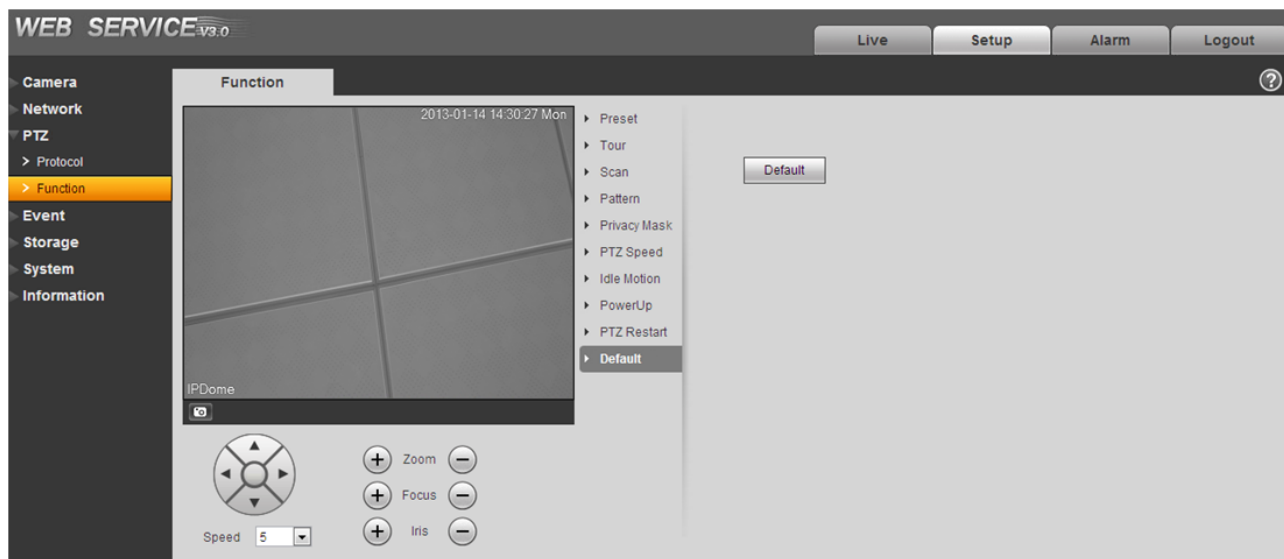 WEB SERVICE V3.0
Live
Setup
Alarm
Logout
Camera
Network
PTZ
> Protocol
> Function
Event
Storage
System
Information
Function
?
2013-01-14 14:30:27 Mon
IPDome
Preset
Tour
Scan
Pattern
Privacy Mask
PTZ Speed
Idle Motion
PowerUp
PTZ Restart
Default
Default
Zoom
Focus
Iris
Speed 5